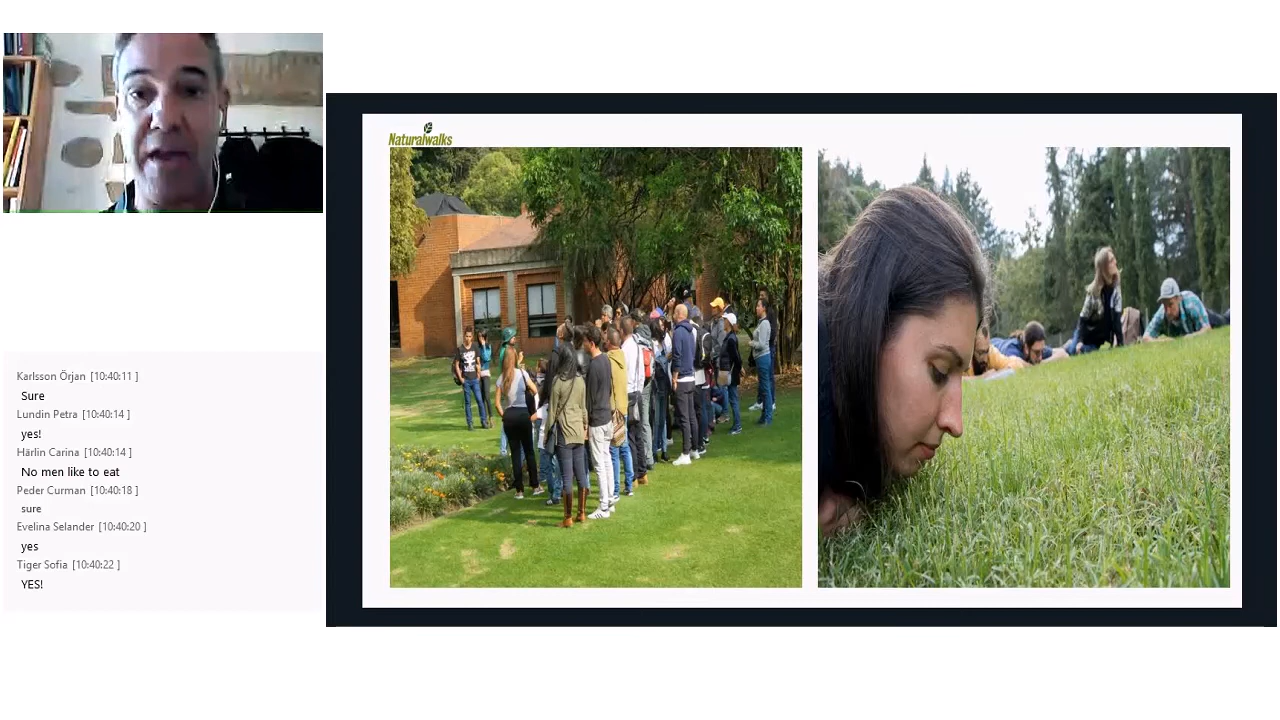 Naturalwalks
Karlsson Örjan [10:40:11 ]
Sure
Lundin Petra [10:40:14 ]
yes!
Härlin Carina [10:40:14 ]
No men like to eat
Peder Curman [10:40:18 ]
sure
Evelina Selander [10:40:20 ]
yes
Tiger Sofia [10:40:22 ]
YES!